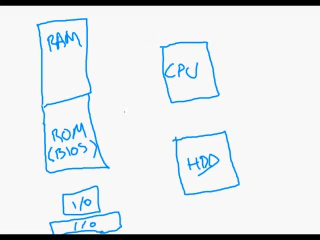 RAM
CPU
ROM
(BIOS)
HDD
I/O
I/O